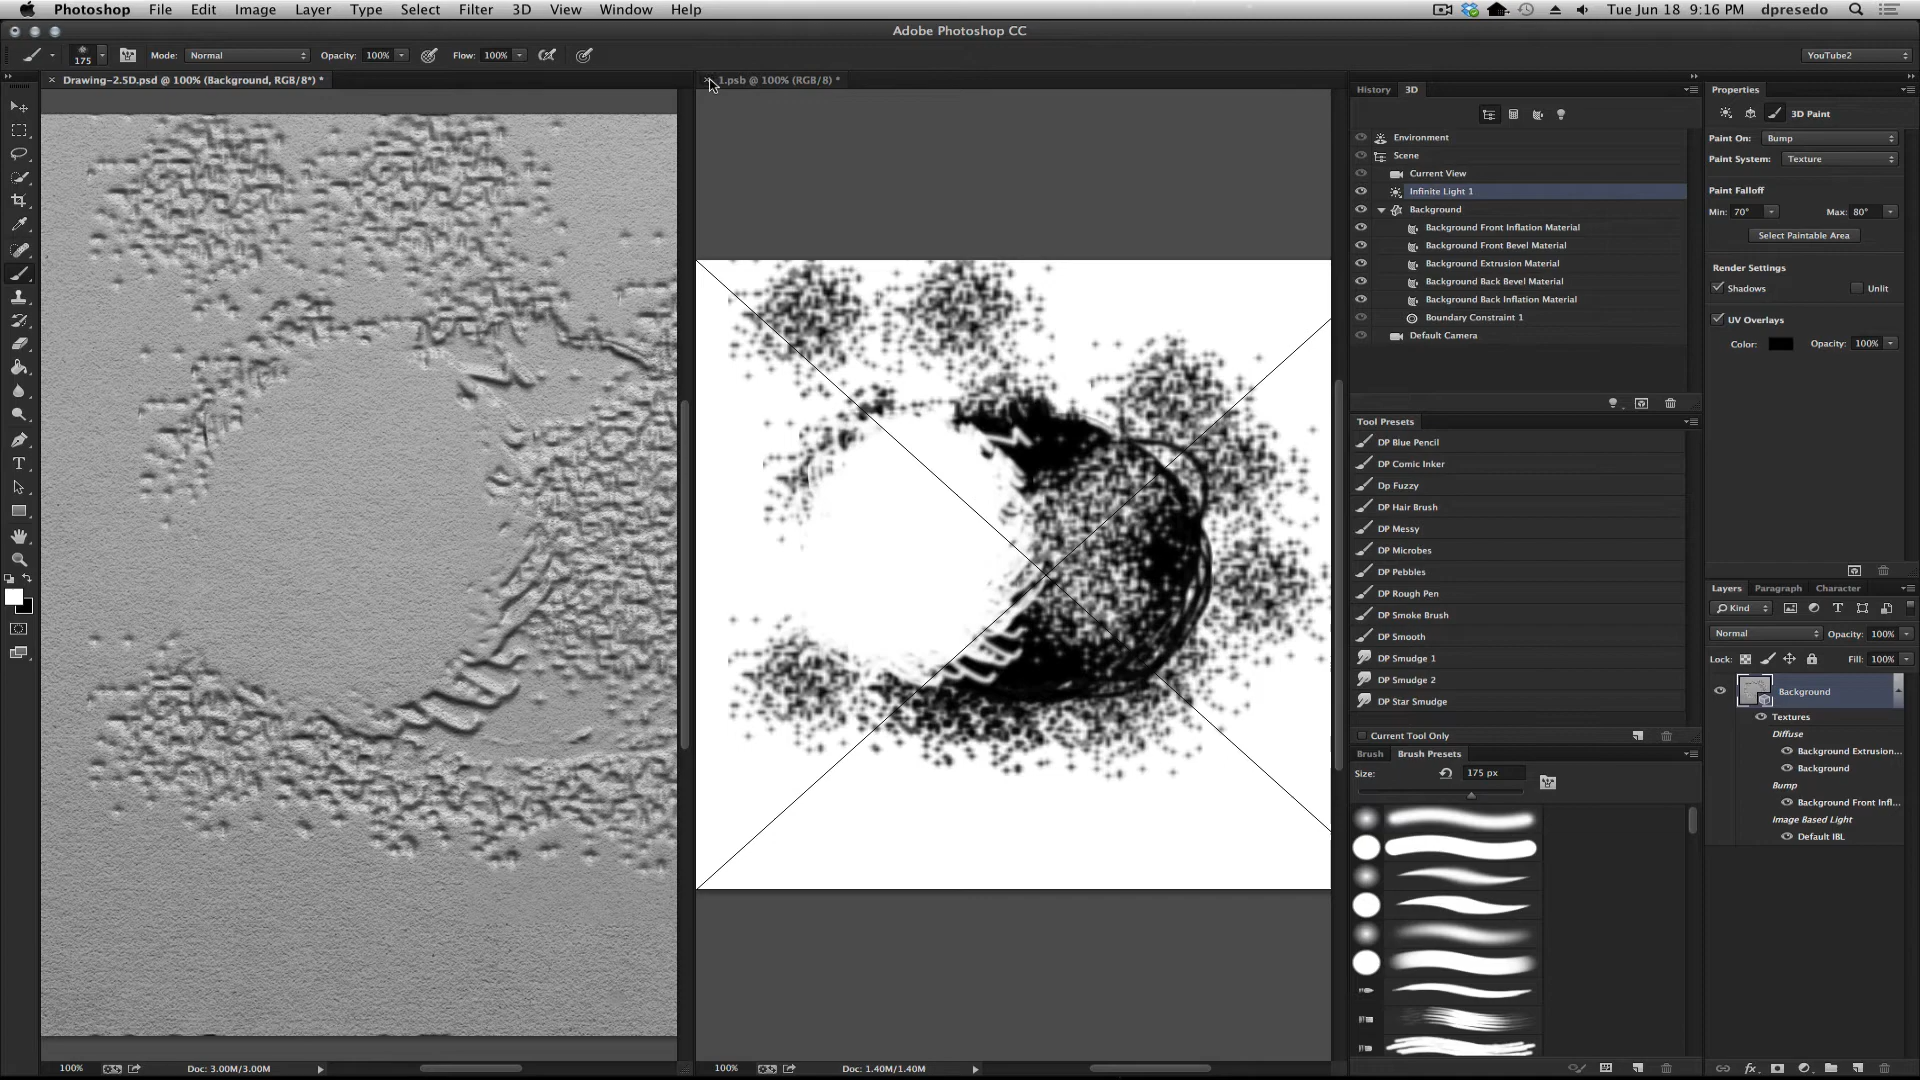 Photoshop File Edit Image Layer Type Select Filter 3D View Window Help Tue Jun 18 9:16 PM dpresedo
Adobe Photoshop CC
175 Mode: Normal Opacity: 100% Flow: 100% YouTube2
Drawing-2.5D.psd @ 100% (Background, RGB/8*) *
1.psb @ 100% (RGB/8) *
100% Doc: 3.00M/3.00M
100% Doc: 1.40M/1.40M
History 3D
Environment
Scene
Current View
Infinite Light 1
Background
Background Front Inflation Material
Background Front Bevel Material
Background Extrusion Material
Background Back Bevel Material
Background Back Inflation Material
Boundary Constraint 1
Default Camera
Tool Presets
DP Blue Pencil
DP Comic Inker
Dp Fuzzy
DP Hair Brush
DP Messy
DP Microbes
DP Pebbles
DP Rough Pen
DP Smoke Brush
DP Smooth
DP Smudge 1
DP Smudge 2
DP Star Smudge
Current Tool Only
Brush Brush Presets
Size: 175 px
Properties
3D Paint
Paint On: Bump
Paint System: Texture
Paint Falloff
Min: 70° Max: 80°
Select Paintable Area
Render Settings
Shadows Unlit
UV Overlays
Color: Opacity: 100%
Layers Paragraph Character
Kind
Normal Opacity: 100%
Lock: Fill: 100%
Background
Textures
Diffuse
Background Extrusion...
Background
Bump
Background Front Infl...
Image Based Light
Default IBL
fx